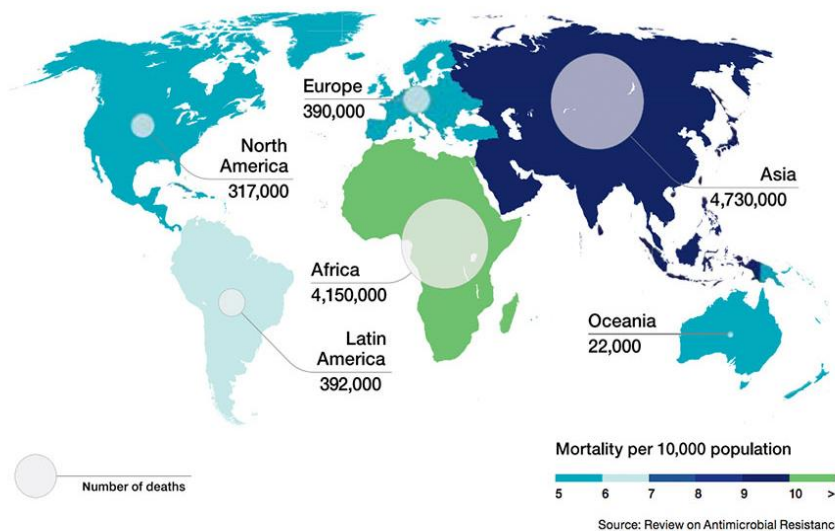 Europe
390,000
North
America
317,000
Asia
4,730,000
Africa
4,150,000
Oceania
22,000
Latin
America
392,000
Mortality per 10,000 population
5 6 7 8 9 10 >
Number of deaths
Source: Review on Antimicrobial Resistance